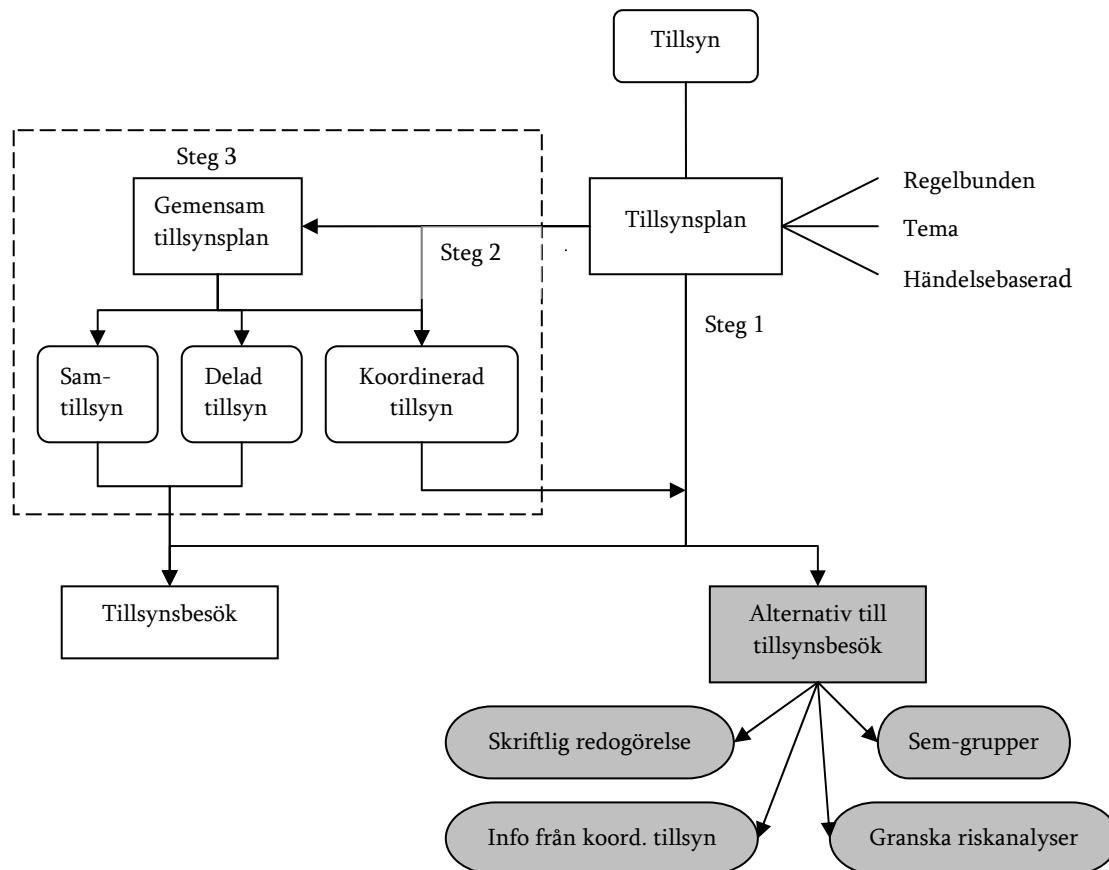 Tillsyn
Steg 3
Gemensam
tillsynsplan
Tillsynsplan
Regelbunden
Tema
Händelsebaserad
Steg 2
Steg 1
Sam-
tillsyn
Delad
tillsyn
Koordinerad
tillsyn
Tillsynsbesök
Alternativ till
tillsynsbesök
Skriftlig redogörelse
Sem-grupper
Info från koord. tillsyn
Granska riskanalyser